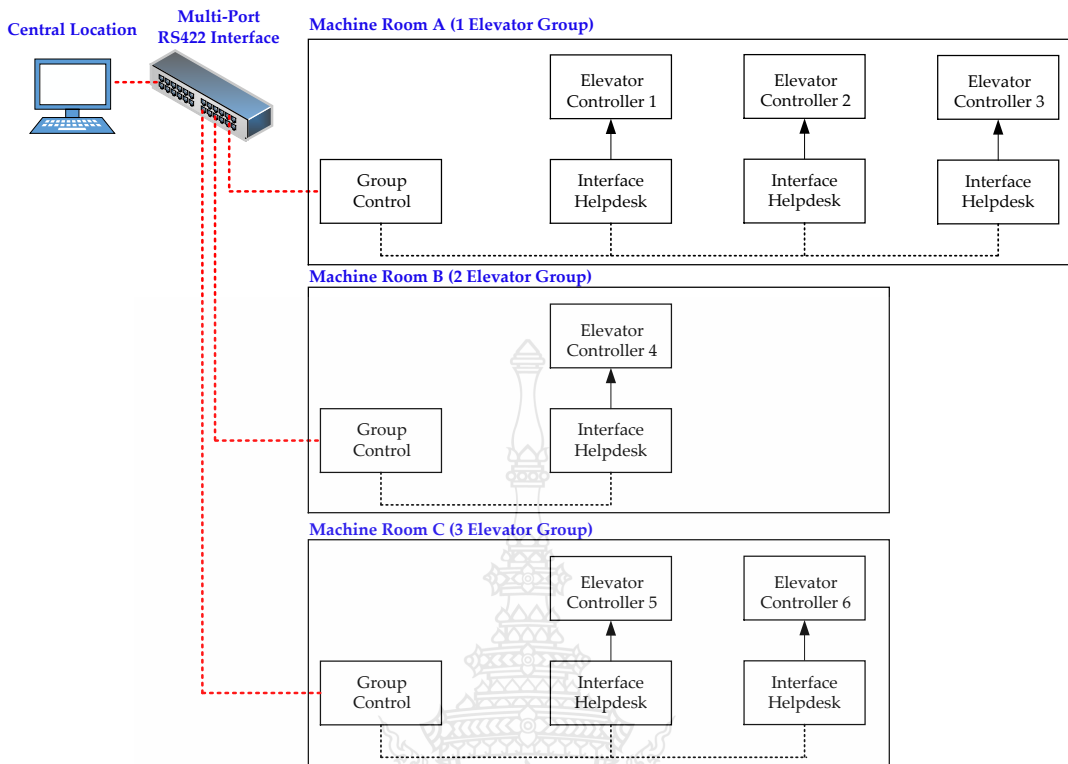 Central Location
Multi-Port
RS422 Interface
Machine Room A (1 Elevator Group)
Elevator
Controller 1
Elevator
Controller 2
Elevator
Controller 3
Group
Control
Interface
Helpdesk
Interface
Helpdesk
Interface
Helpdesk
Machine Room B (2 Elevator Group)
Elevator
Controller 4
Group
Control
Interface
Helpdesk
Machine Room C (3 Elevator Group)
Elevator
Controller 5
Elevator
Controller 6
Group
Control
Interface
Helpdesk
Interface
Helpdesk